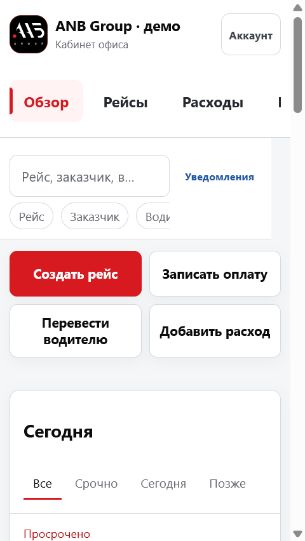 ANB
ANB Group · демо
Кабинет офиса
Аккаунт
Обзор
Рейсы
Расходы
Рейс, заказчик, в...
Уведомления
Рейс
Заказчик
Води
Создать рейс
Записать оплату
Перевести
водителю
Добавить расход
Сегодня
Все
Срочно
Сегодня
Позже
Просрочено